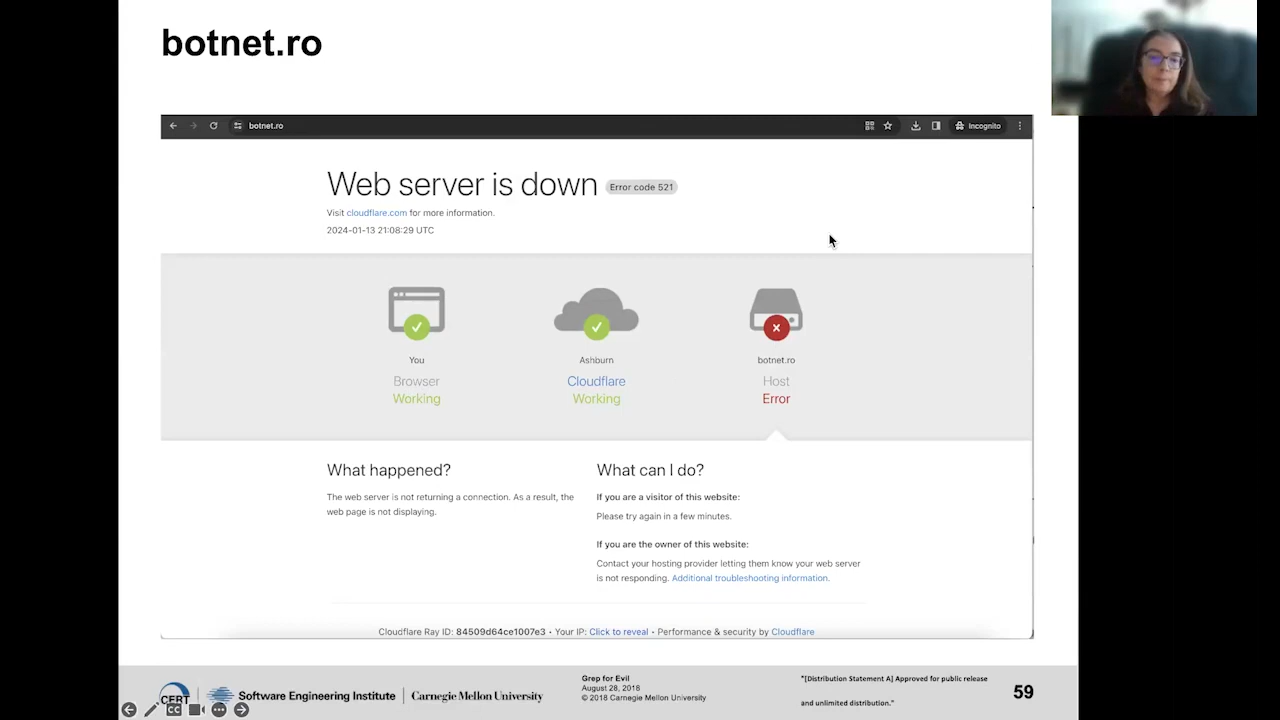 botnet.ro
botnet.ro
Incognito
Web server is down Error code 521
Visit cloudflare.com for more information.
2024-01-13 21:08:29 UTC
You
Browser
Working
Ashburn
Cloudflare
Working
botnet.ro
Host
Error
What happened?
The web server is not returning a connection. As a result, the
web page is not displaying.
What can I do?
If you are a visitor of this website:
Please try again in a few minutes.
If you are the owner of this website:
Contact your hosting provider letting them know your web server
is not responding. Additional troubleshooting information.
Cloudflare Ray ID: 84509d64ce1007e3 • Your IP: Click to reveal • Performance & security by Cloudflare
CERT
Software Engineering Institute
Carnegie Mellon University
Grep for Evil
August 28, 2018
© 2018 Carnegie Mellon University
"[Distribution Statement A] Approved for public release
and unlimited distribution."
59
CC